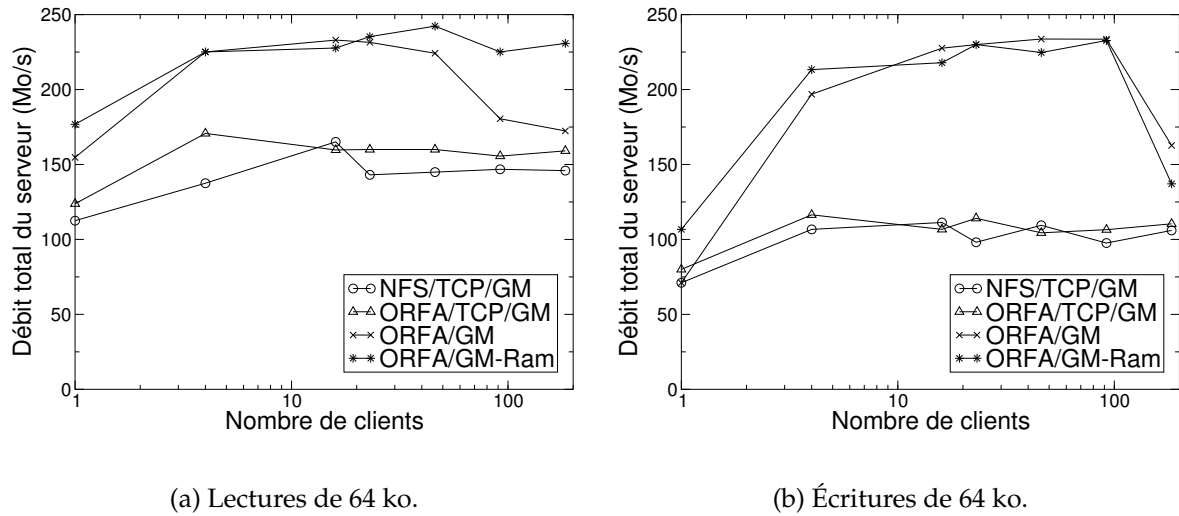 250
200
150
100
50
0
1
10
100
Débit total du serveur (Mo/s)
Nombre de clients
NFS/TCP/GM
ORFA/TCP/GM
ORFA/GM
ORFA/GM-Ram
(a) Lectures de 64 ko.
250
200
150
100
50
0
1
10
100
Débit total du serveur (Mo/s)
Nombre de clients
NFS/TCP/GM
ORFA/TCP/GM
ORFA/GM
ORFA/GM-Ram
(b) Écritures de 64 ko.